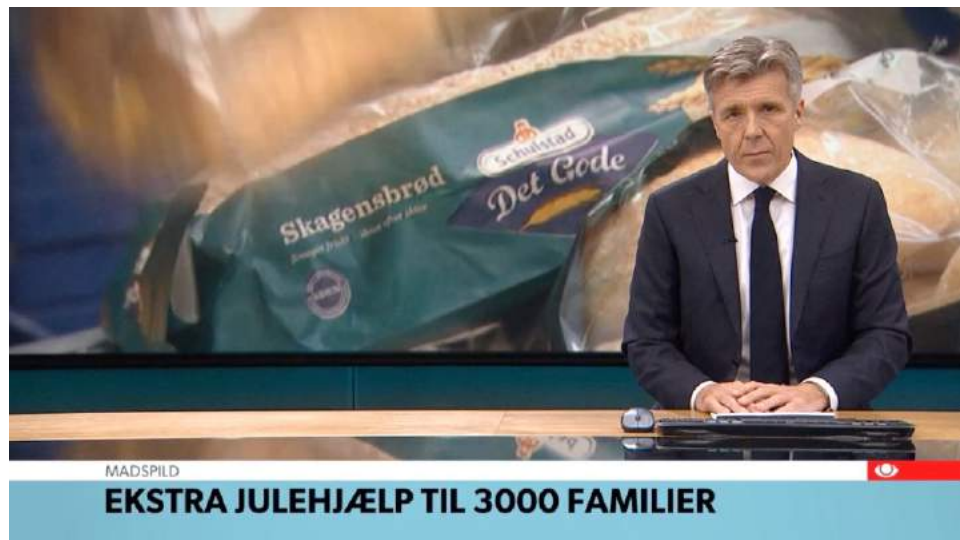 Schulstad
Det Gode
Skagensbrød
MADSPILD
EKSTRA JULEHJÆLP TIL 3000 FAMILIER